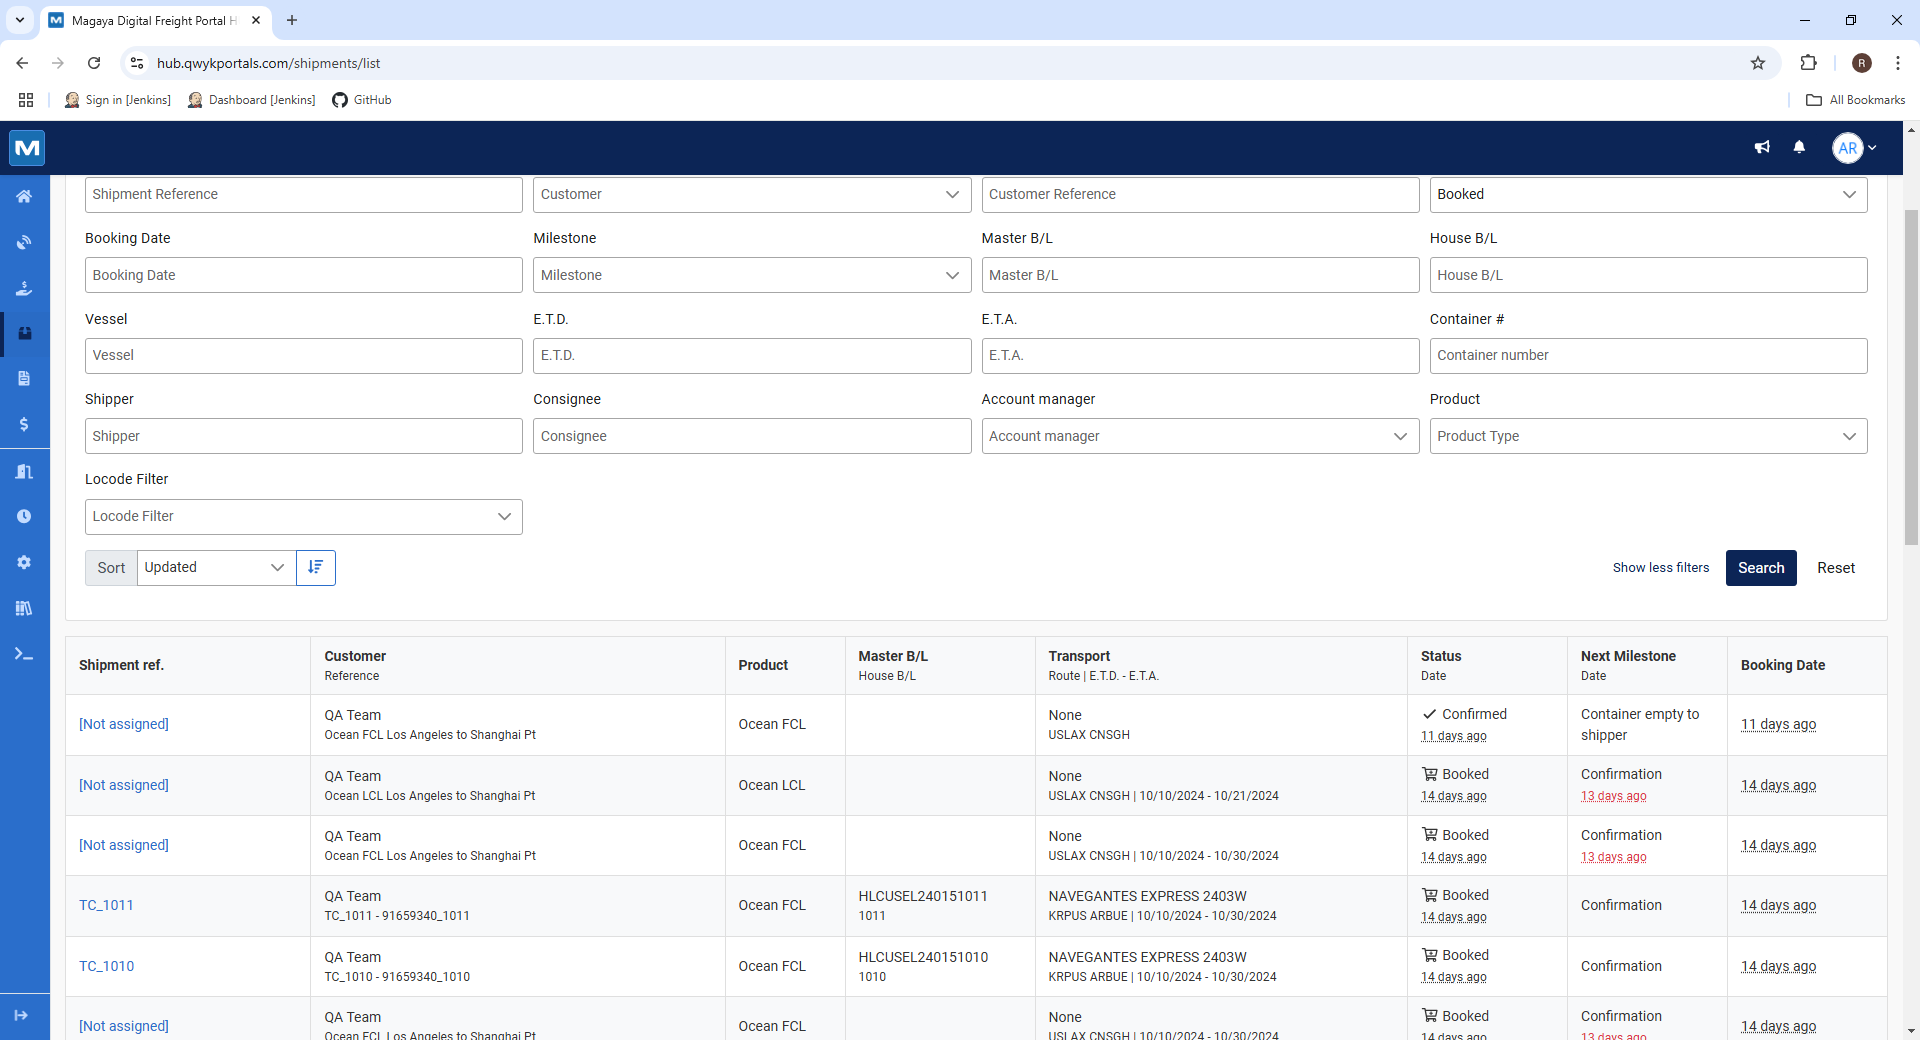 Magaya Digital Freight Portal H
hub.qwykportals.com/shipments/list
R
Sign in [Jenkins]
Dashboard [Jenkins]
GitHub
All Bookmarks
M
AR
Shipment Reference
Customer
Customer Reference
Booked
Booking Date
Milestone
Master B/L
House B/L
Booking Date
Milestone
Master B/L
House B/L
Vessel
E.T.D.
E.T.A.
Container #
Vessel
E.T.D.
E.T.A.
Container number
Shipper
Consignee
Account manager
Product
Shipper
Consignee
Account manager
Product Type
Locode Filter
Locode Filter
Sort
Updated
Show less filters
Search
Reset
Shipment ref.
Customer
Reference
Product
Master B/L
House B/L
Transport
Route | E.T.D. - E.T.A.
Status
Date
Next Milestone
Date
Booking Date
[Not assigned]
QA Team
Ocean FCL Los Angeles to Shanghai Pt
Ocean FCL
None
USLAX CNSGH
Confirmed
11 days ago
Container empty to
shipper
11 days ago
[Not assigned]
QA Team
Ocean LCL Los Angeles to Shanghai Pt
Ocean LCL
None
USLAX CNSGH | 10/10/2024 - 10/21/2024
Booked
14 days ago
Confirmation
13 days ago
14 days ago
[Not assigned]
QA Team
Ocean FCL Los Angeles to Shanghai Pt
Ocean FCL
None
USLAX CNSGH | 10/10/2024 - 10/30/2024
Booked
14 days ago
Confirmation
13 days ago
14 days ago
TC_1011
QA Team
TC_1011 - 91659340_1011
Ocean FCL
HLCUSEL240151011
1011
NAVEGANTES EXPRESS 2403W
KRPUS ARBUE | 10/10/2024 - 10/30/2024
Booked
14 days ago
Confirmation
14 days ago
TC_1010
QA Team
TC_1010 - 91659340_1010
Ocean FCL
HLCUSEL240151010
1010
NAVEGANTES EXPRESS 2403W
KRPUS ARBUE | 10/10/2024 - 10/30/2024
Booked
14 days ago
Confirmation
14 days ago
[Not assigned]
QA Team
Ocean FCL Los Angeles to Shanghai Pt
Ocean FCL
None
USLAX CNSGH | 10/10/2024 - 10/30/2024
Booked
14 days ago
Confirmation
13 days ago
14 days ago